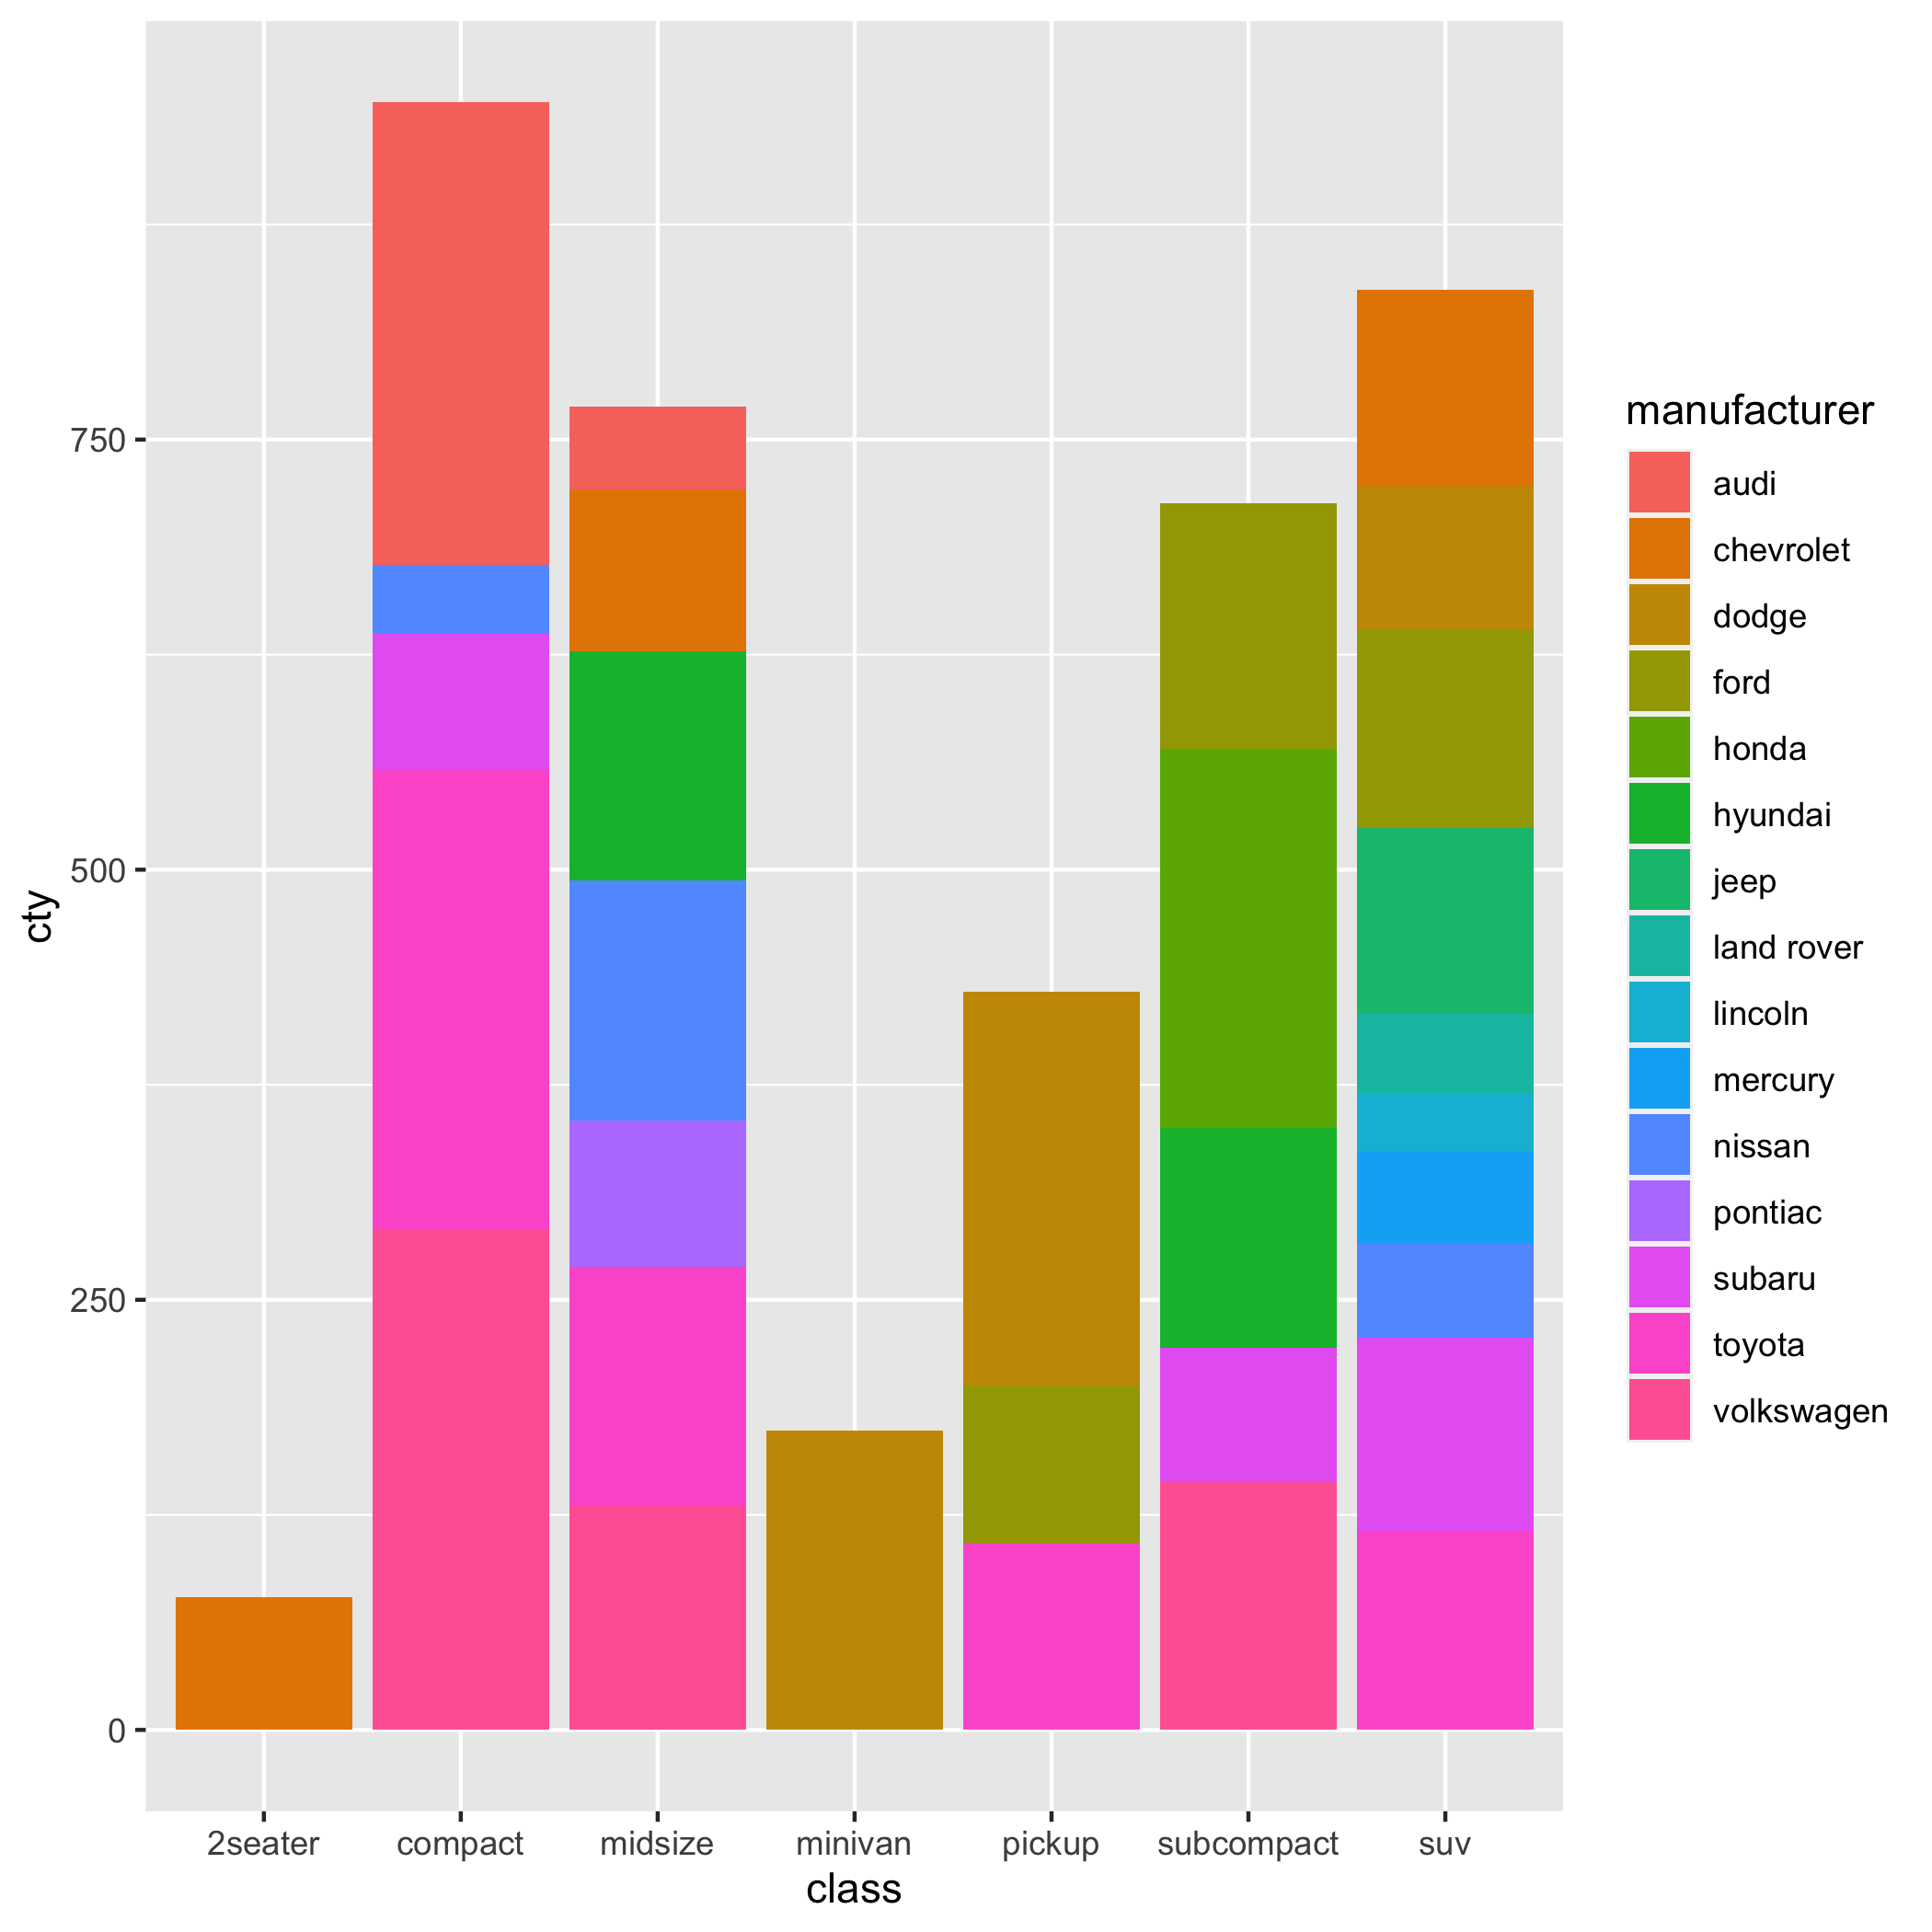 cty
750
500
250
0
2seater
compact
midsize
minivan
pickup
subcompact
suv
class
manufacturer
audi
chevrolet
dodge
ford
honda
hyundai
jeep
land rover
lincoln
mercury
nissan
pontiac
subaru
toyota
volkswagen